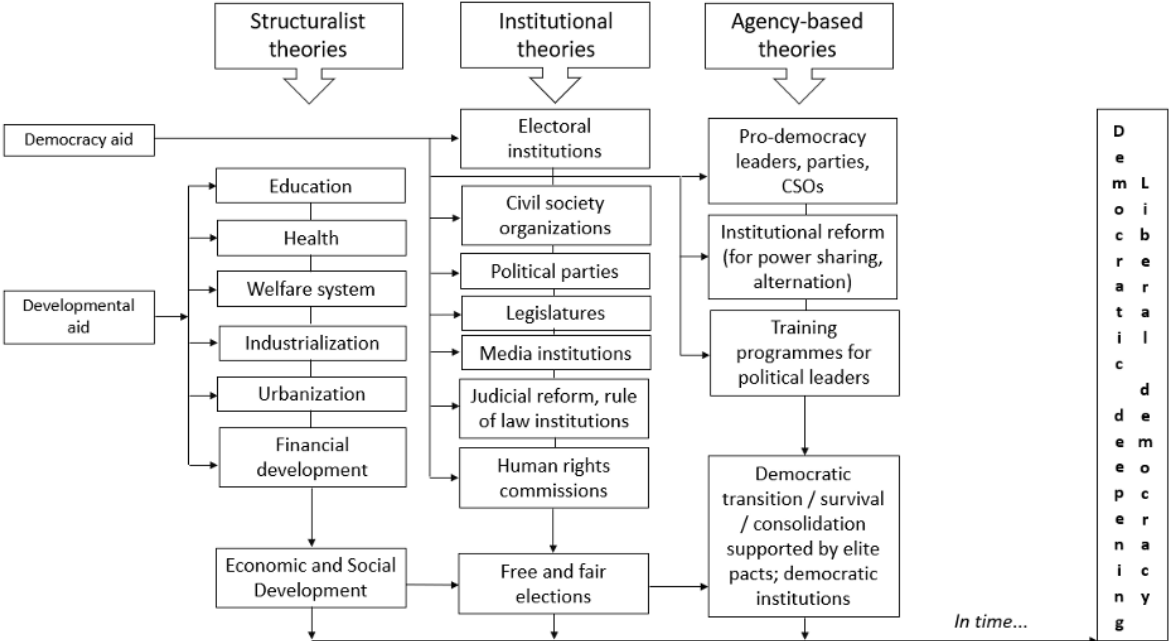 Structuralist
theories
Institutional
theories
Agency-based
theories
Democracy aid
Developmental
aid
Education
Health
Welfare system
Industrialization
Urbanization
Financial
development
Economic and Social
Development
Electoral
institutions
Civil society
organizations
Political parties
Legislatures
Media institutions
Judicial reform, rule
of law institutions
Human rights
commissions
Free and fair
elections
Pro-democracy
leaders, parties,
CSOs
Institutional reform
(for power sharing,
alternation)
Training
programmes for
political leaders
Democratic
transition / survival
/ consolidation
supported by elite
pacts; democratic
institutions
In time...
Democratic deepening
Liberal democracy